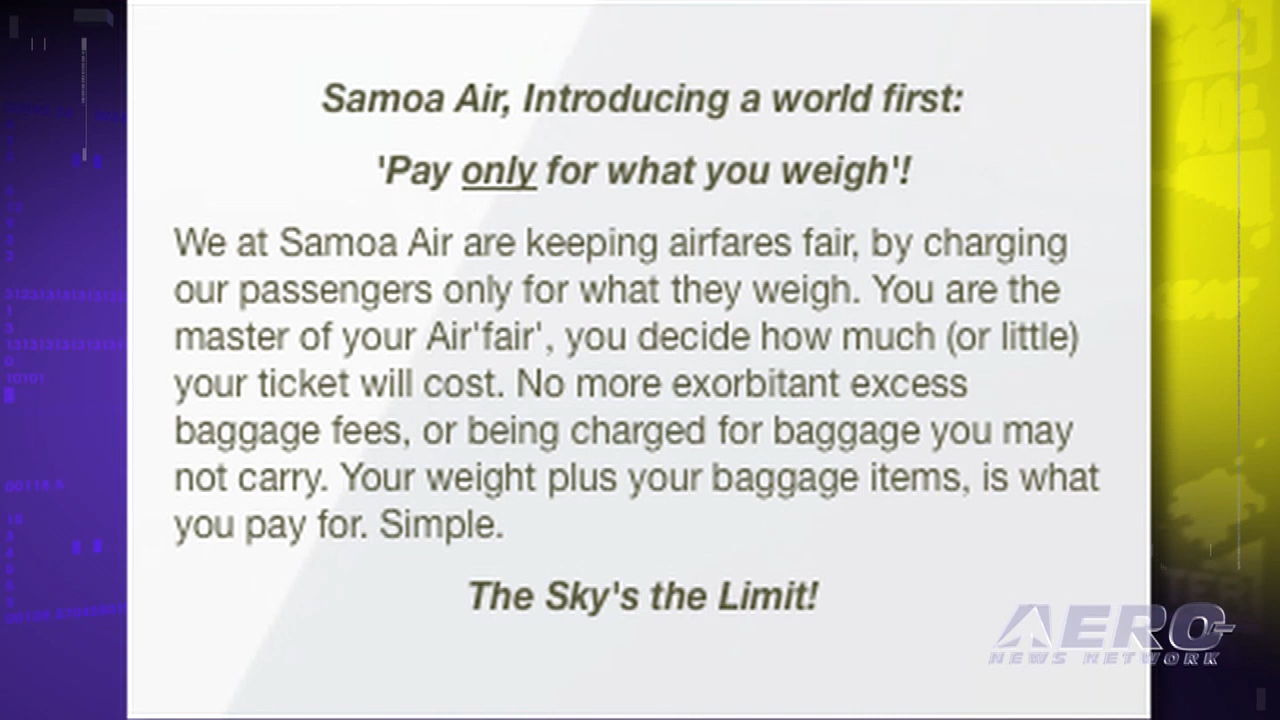 Samoa Air, Introducing a world first:
'Pay only for what you weigh'!
We at Samoa Air are keeping airfares fair, by charging
our passengers only for what they weigh. You are the
master of your Air'fair', you decide how much (or little)
your ticket will cost. No more exorbitant excess
baggage fees, or being charged for baggage you may
not carry. Your weight plus your baggage items, is what
you pay for. Simple.
The Sky's the Limit!
AERO
NEWS NETWORK